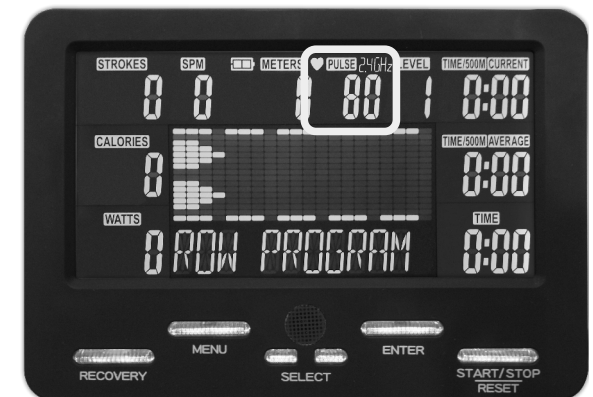 STROKES SPM METERS PULSE 2.4GHz LEVEL TIME/500M CURRENT
0 0 0 80 1 0:00
CALORIES TIME/500M AVERAGE
0 0:00
WATTS TIME
0 ROW PROGRAM 0:00
MENU ENTER
RECOVERY SELECT START/STOP
RESET